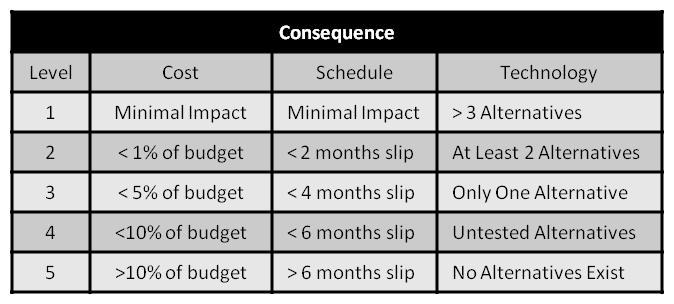 Consequence
Level Cost Schedule Technology
1 Minimal Impact Minimal Impact > 3 Alternatives
2 < 1% of budget < 2 months slip At Least 2 Alternatives
3 < 5% of budget < 4 months slip Only One Alternative
4 <10% of budget < 6 months slip Untested Alternatives
5 >10% of budget > 6 months slip No Alternatives Exist